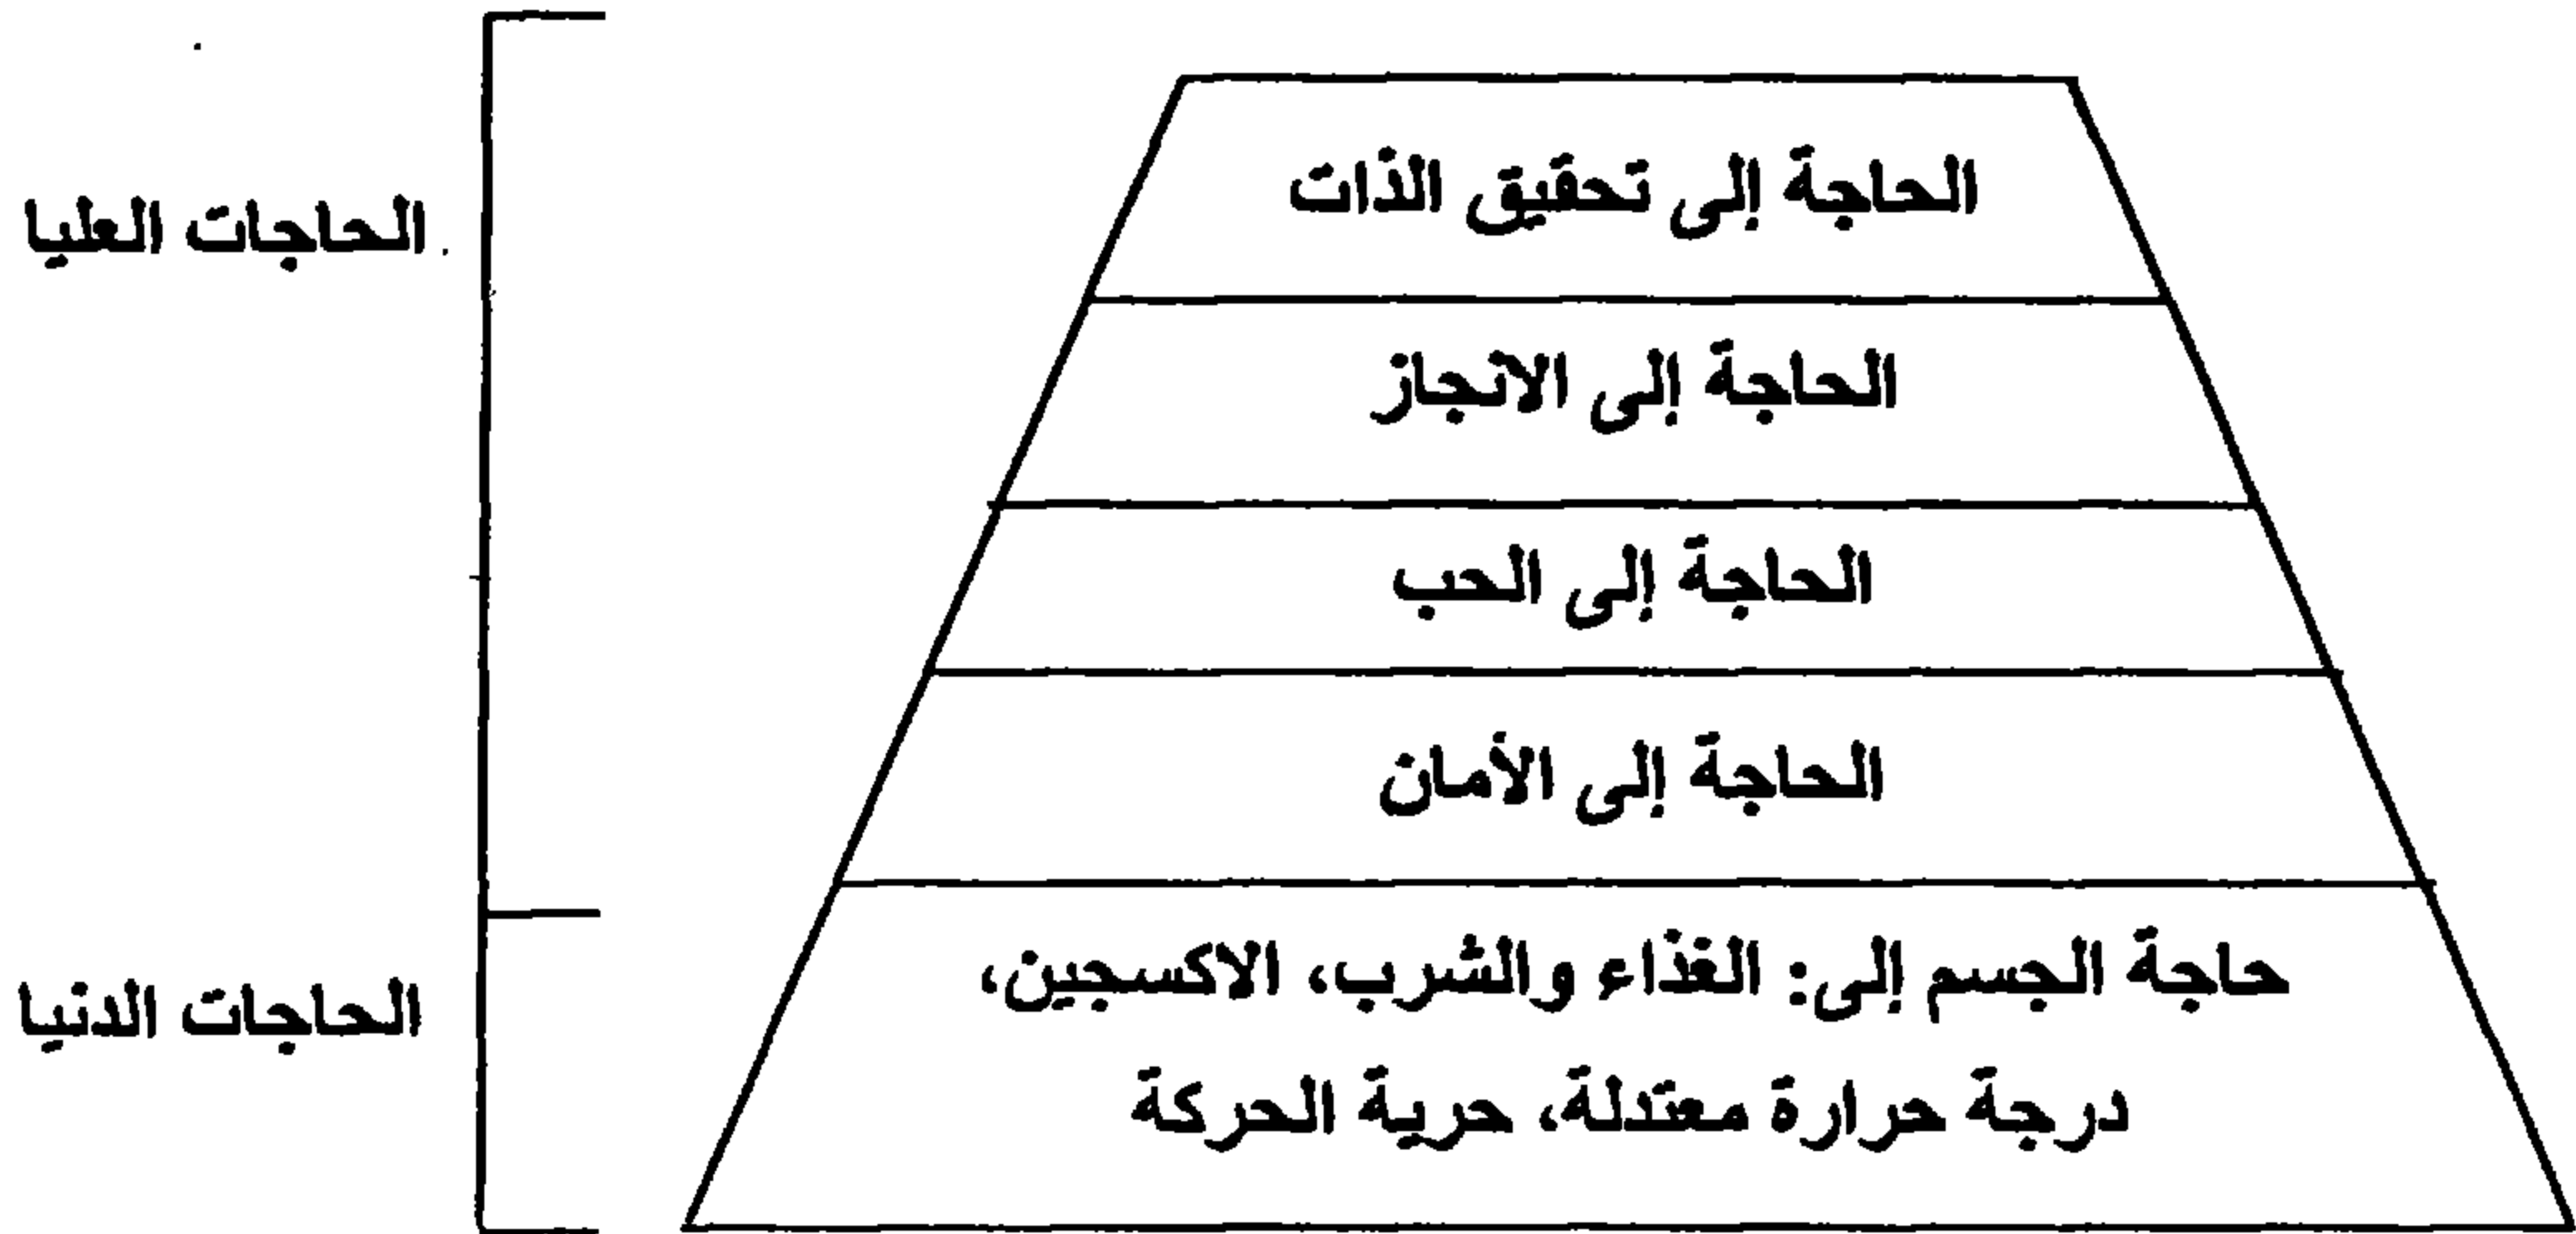 الحاجة إلى تحقيق الذات
الحاجات العليا
الحاجة إلى الانجاز
الحاجة إلى الحب
الحاجة إلى الأمان
حاجة الجسم إلى: الغذاء والشرب، الاكسجين،
الحاجات الدنيا
درجة حرارة معتدلة، حرية الحركة